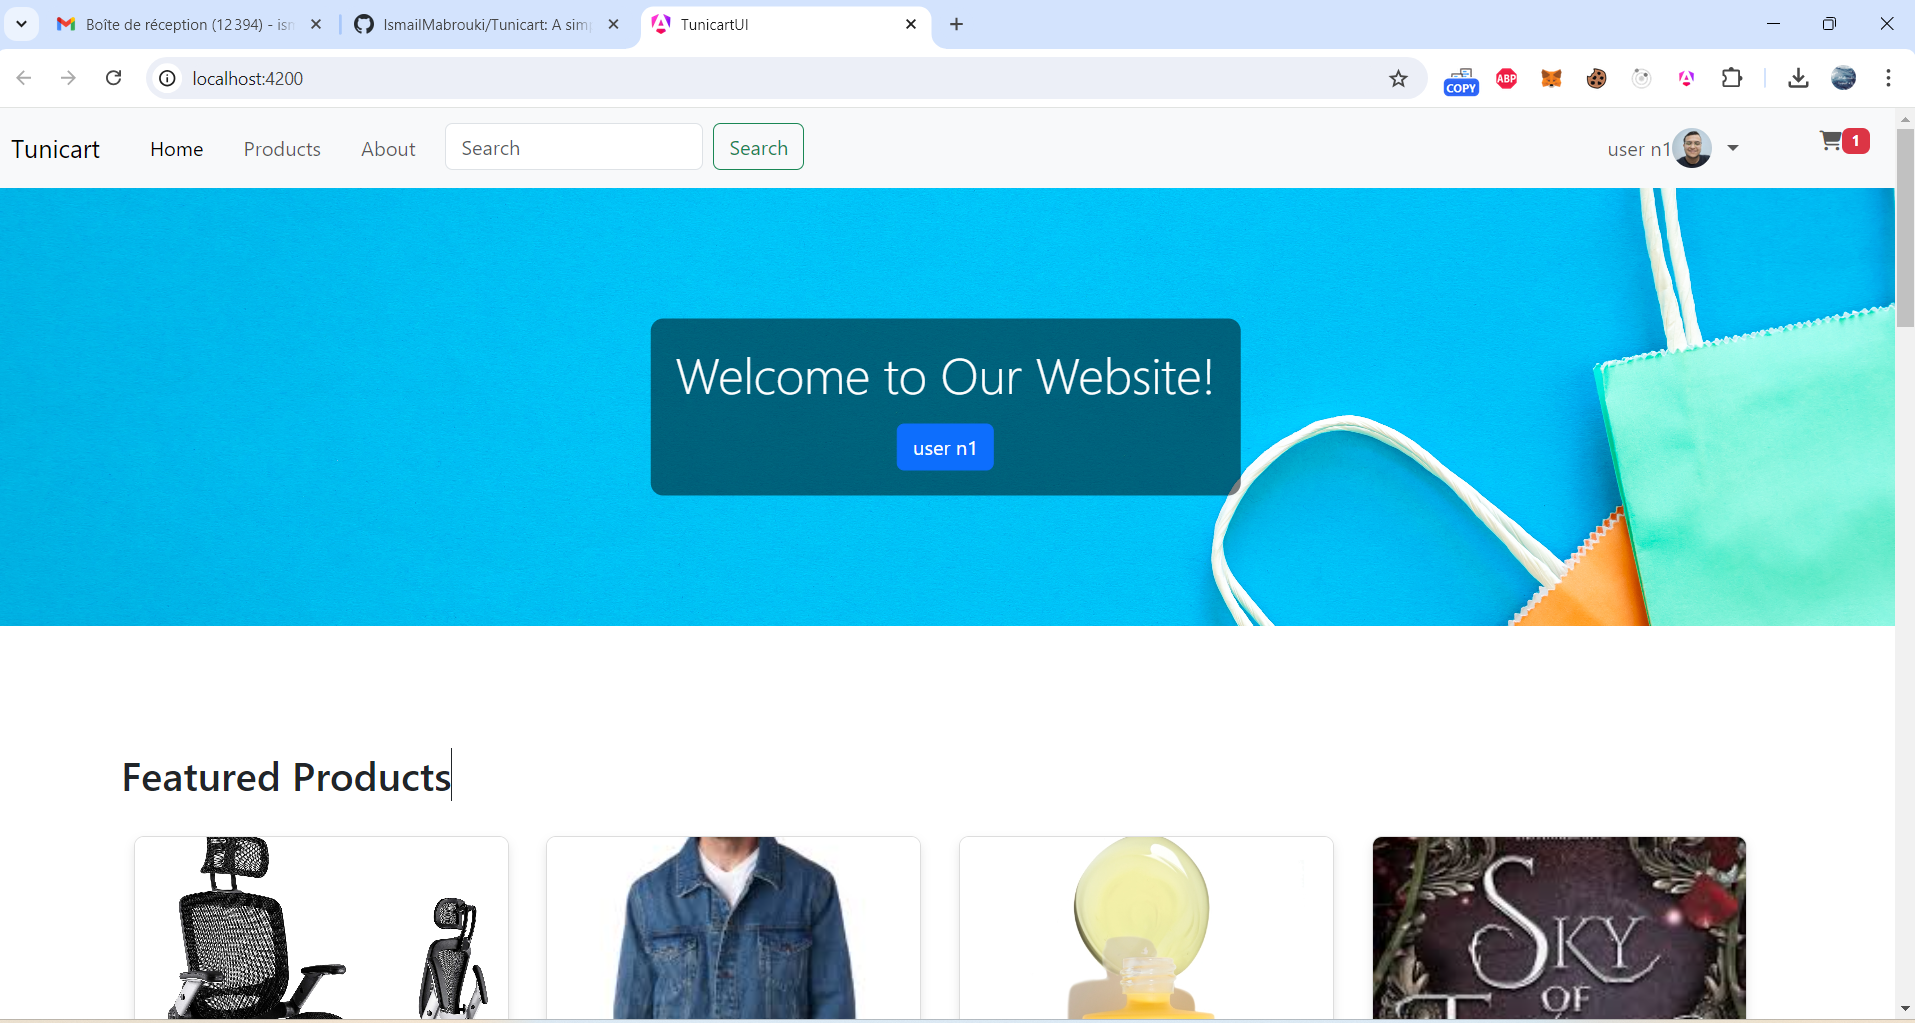 Boîte de réception (12 394) - isn
IsmailMabrouki/Tunicart: A sim
TunicartUI
localhost:4200
COPY
ABP
Tunicart
Home
Products
About
Search
Search
user n1
1
Welcome to Our Website!
user n1
Featured Products
SKY
OF